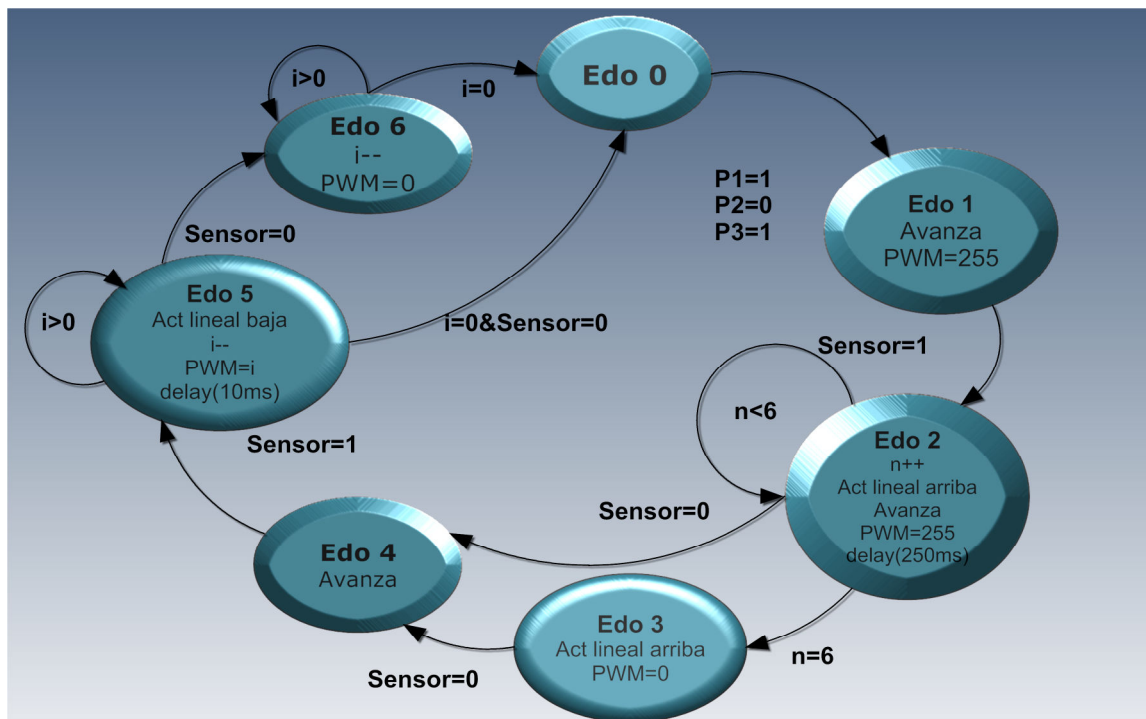 Edo 0
i>0
i=0
Edo 6
i--
PWM=0
P1=1
P2=0
P3=1
Edo 1
Avanza
PWM=255
Sensor=0
Edo 5
Act lineal baja
i--
PWM=i
delay(10ms)
i>0
i=0&Sensor=0
Sensor=1
n<6
Edo 2
n++
Act lineal arriba
Avanza
PWM=255
delay(250ms)
Sensor=1
Sensor=0
Edo 4
Avanza
Edo 3
Act lineal arriba
PWM=0
n=6
Sensor=0